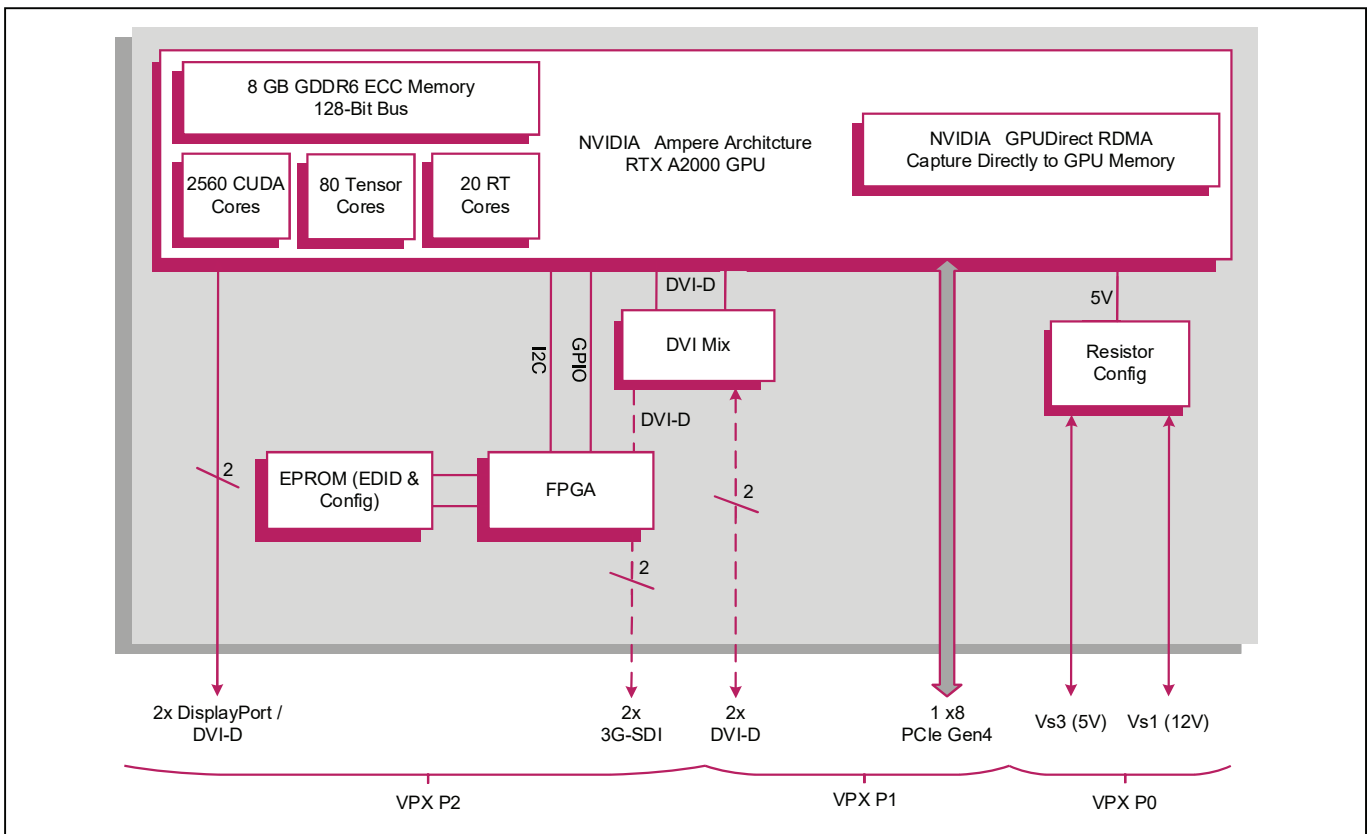 8 GB GDDR6 ECC Memory
128-Bit Bus
NVIDIA Ampere Architcture
RTX A2000 GPU
NVIDIA GPUDirect RDMA
Capture Directly to GPU Memory
2560 CUDA
Cores
80 Tensor
Cores
20 RT
Cores
DVI-D
5V
I2C
GPIO
DVI Mix
Resistor
Config
DVI-D
2
EPROM (EDID &
Config)
FPGA
2
2
2x DisplayPort /
DVI-D
2x
3G-SDI
2x
DVI-D
1 x8
PCIe Gen4
Vs3 (5V)
Vs1 (12V)
VPX P2
VPX P1
VPX P0